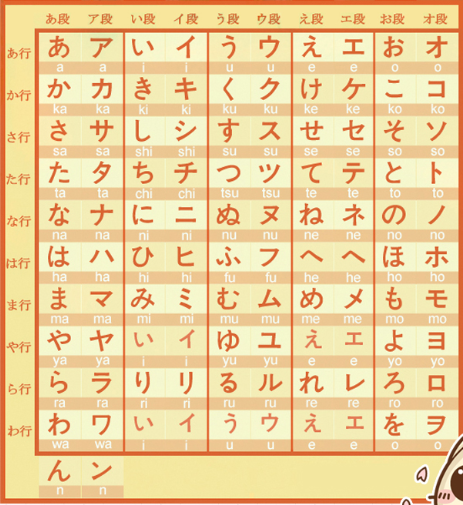 あ段 ア段 い段 イ段 う段 ウ段 え段 エ段 お段 オ段
あ行 あ ア い イ う ウ え エ お オ
a a i i u u e e o o
か行 か カ き キ く ク け ケ こ コ
ka ka ki ki ku ku ke ke ko ko
さ行 さ サ し シ す ス せ セ そ ソ
sa sa shi shi su su se se so so
た行 た タ ち チ つ ツ て テ と ト
ta ta chi chi tsu tsu te te to to
な行 な ナ に ニ ぬ ヌ ね ネ の ノ
na na ni ni nu nu ne ne no no
は行 は ハ ひ ヒ ふ フ へ ヘ ほ ホ
ha ha hi hi fu fu he he ho ho
ま行 ま マ み ミ む ム め メ も モ
ma ma mi mi mu mu me me mo mo
や行 や ヤ い イ ゆ ユ え エ よ ヨ
ya ya i i yu yu e e yo yo
ら行 ら ラ り リ る ル れ レ ろ ロ
ra ra ri ri ru ru re re ro ro
わ行 わ ワ い イ う ウ え エ を ヲ
wa wa i i u u e e o o
ん ン
n n